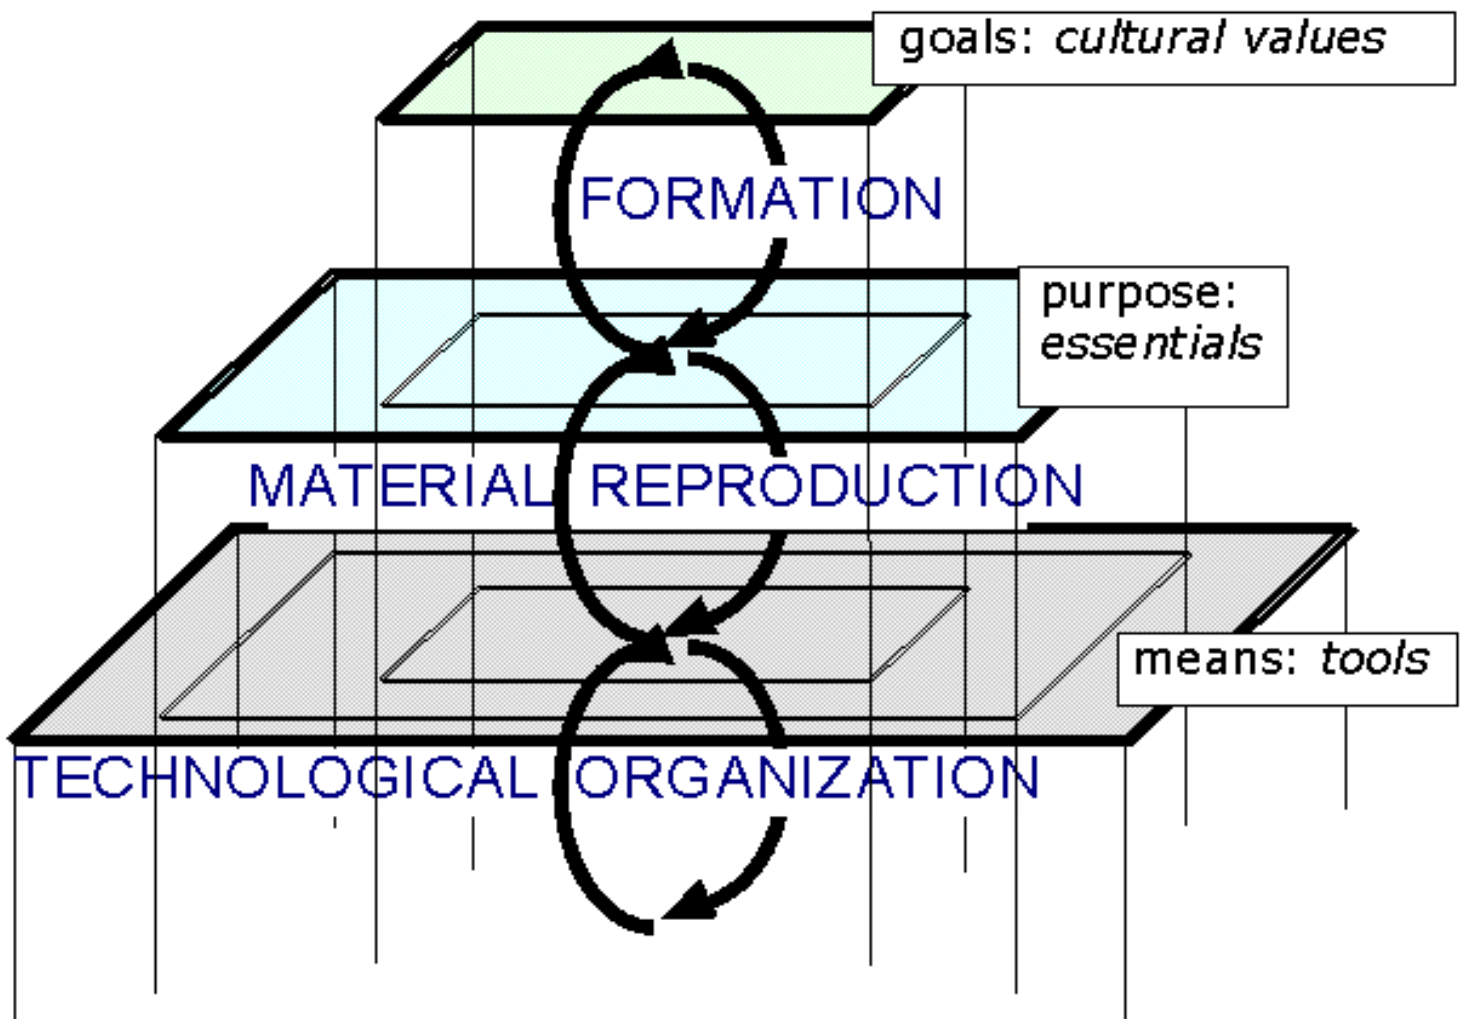 goals: cultural values
FORMATION
purpose:
essentials
MATERIAL REPRODUCTION
means: tools
TECHNOLOGICAL ORGANIZATION